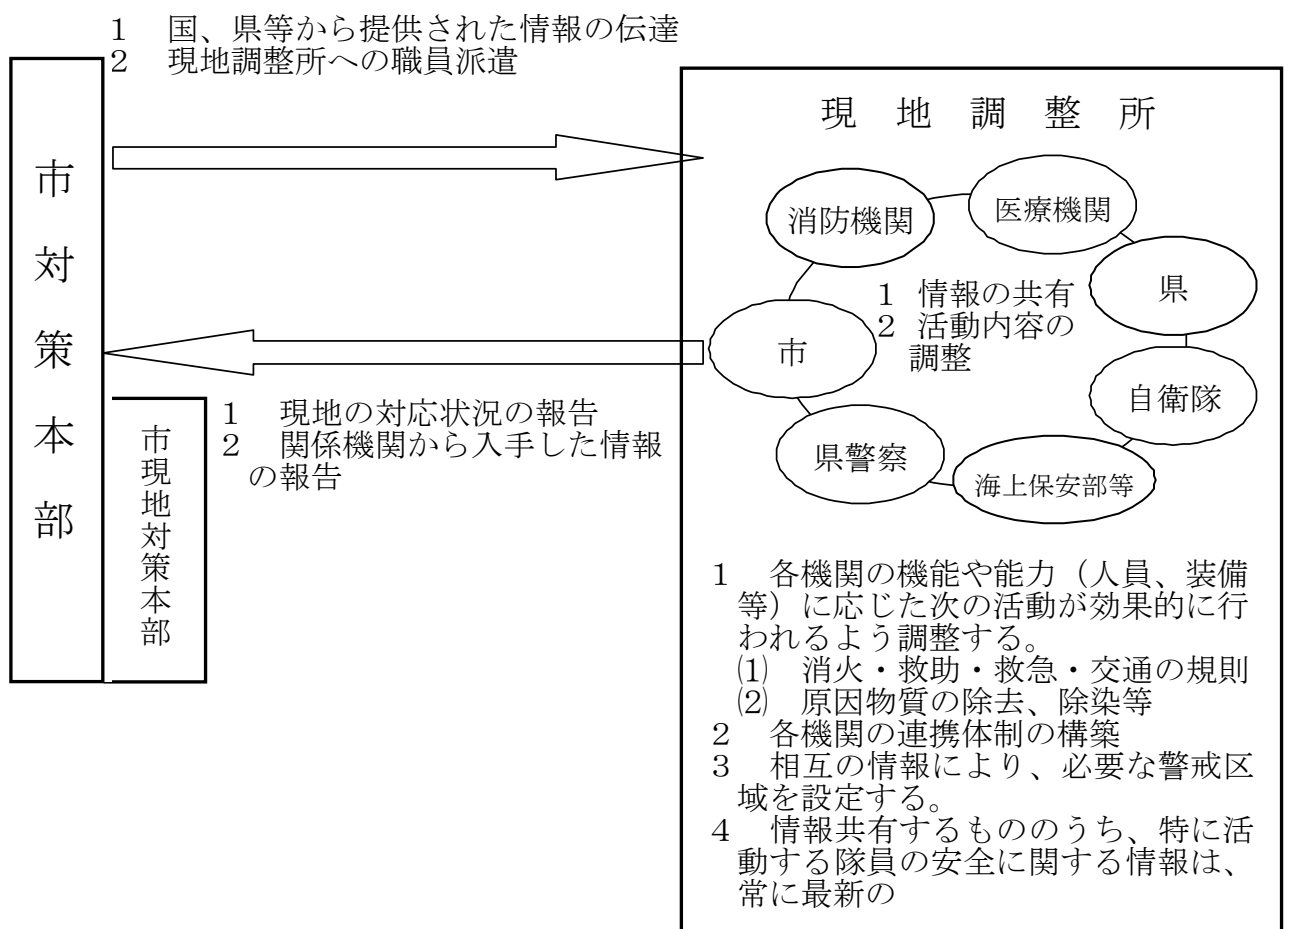 １　国、県等から提供された情報の伝達
２　現地調整所への職員派遣
市対策本部
市現地対策本部
１　現地の対応状況の報告
２　関係機関から入手した情報
の報告
現　地　調　整　所
消防機関
医療機関
県
自衛隊
海上保安部等
県警察
市
１　情報の共有
２　活動内容の
調整
１　各機関の機能や能力（人員、装備
等）に応じた次の活動が効果的に行
われるよう調整する。
⑴　消火・救助・救急・交通の規則
⑵　原因物質の除去、除染等
２　各機関の連携体制の構築
３　相互の情報により、必要な警戒区
域を設定する。
４　情報共有するもののうち、特に活
動する隊員の安全に関する情報は、
常に最新の